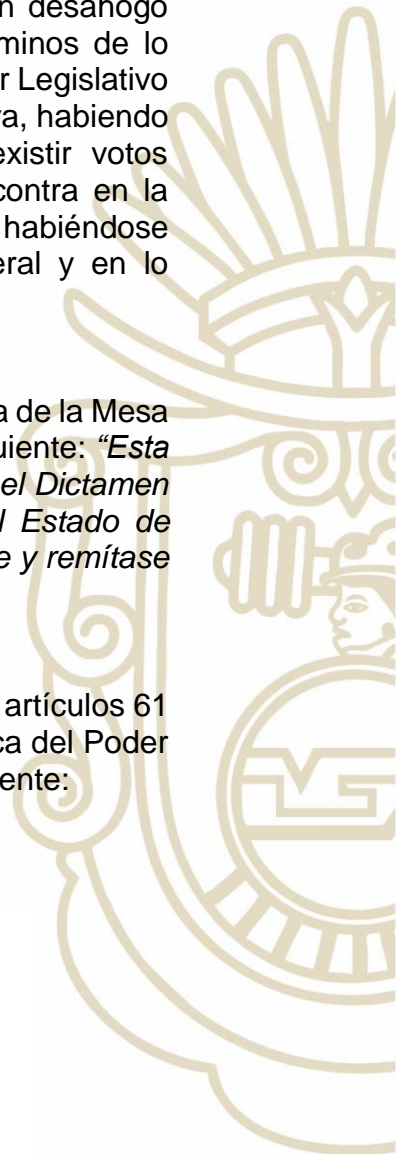 n desahogo
minos de lo
r Legislativo
va, habiendo
existir votos
contra en la
habiéndose
eral y en lo
a de la Mesa
uiente: “Esta
el Dictamen
l Estado de
e y remítase
artículos 61
ca del Poder
ente: